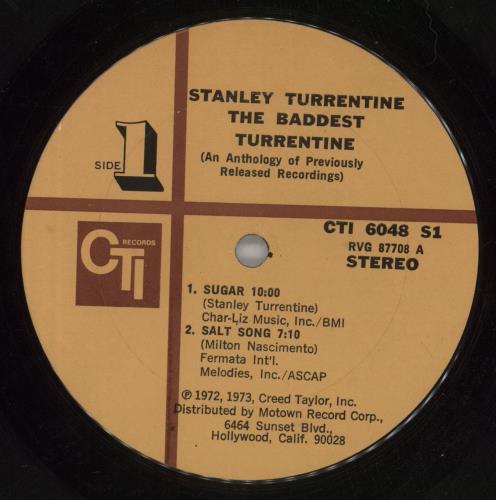 STANLEY TURRENTINE
THE BADDEST
TURRENTINE
(An Anthology of Previously
Released Recordings)
SIDE 1
CTI RECORDS
CTI 6048 S1
RVG 87708 A
STEREO
1. SUGAR 10:00
(Stanley Turrentine)
Char-Liz Music, Inc./BMI
2. SALT SONG 7:10
(Milton Nascimento)
Fermata Int'l.
Melodies, Inc./ASCAP
℗ 1972, 1973, Creed Taylor, Inc.
Distributed by Motown Record Corp.,
6464 Sunset Blvd.,
Hollywood, Calif. 90028